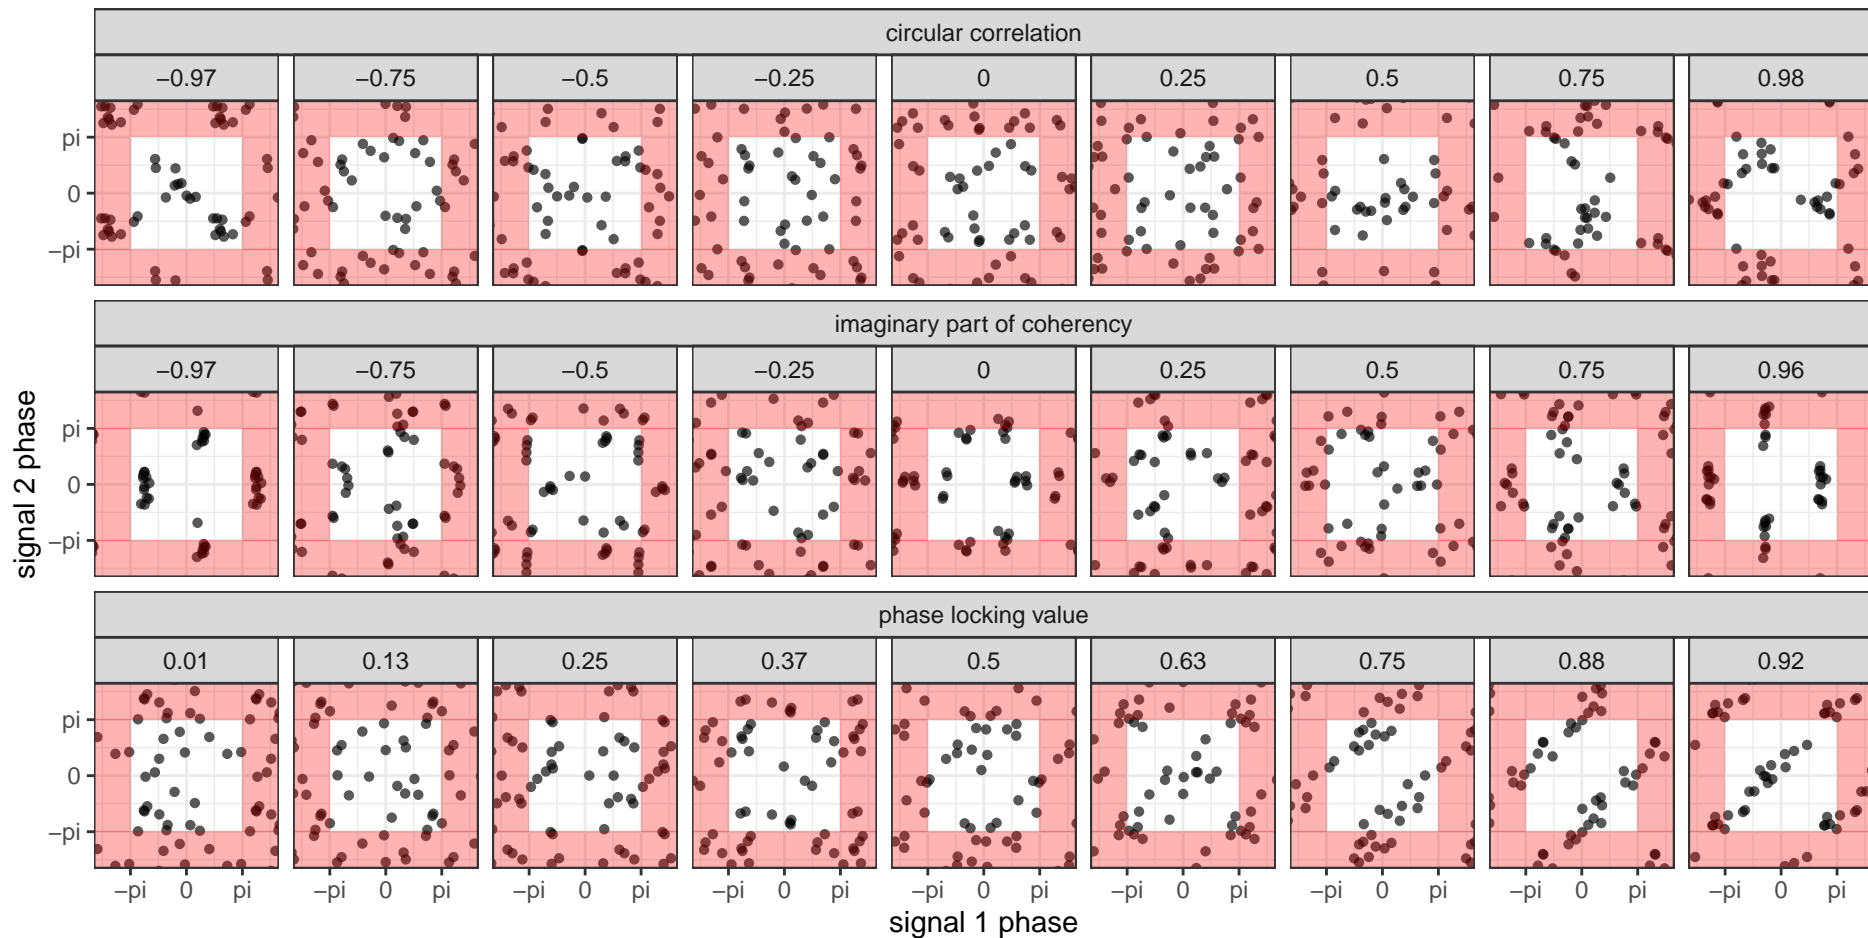 circular correlation
−0.97 −0.75 −0.5 −0.25 0 0.25 0.5 0.75 0.98
pi
0
−pi
imaginary part of coherency
−0.97 −0.75 −0.5 −0.25 0 0.25 0.5 0.75 0.96
pi
0
−pi
signal 2 phase
phase locking value
0.01 0.13 0.25 0.37 0.5 0.63 0.75 0.88 0.92
pi
0
−pi
−pi 0 pi −pi 0 pi −pi 0 pi −pi 0 pi −pi 0 pi −pi 0 pi −pi 0 pi −pi 0 pi −pi 0 pi
signal 1 phase